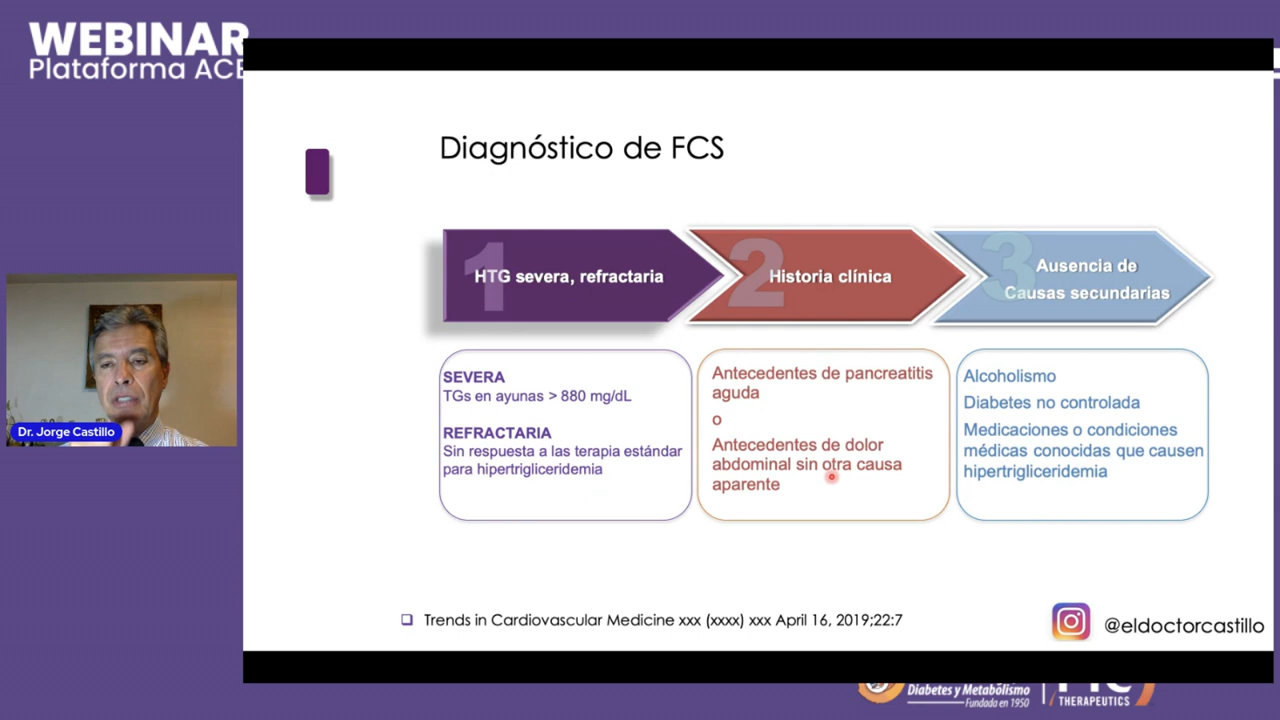 WEBINAR
Plataforma ACE
Diagnóstico de FCS
1
HTG severa, refractaria
2
Historia clínica
3
Ausencia de
Causas secundarias
SEVERA
TGs en ayunas > 880 mg/dL
REFRACTARIA
Sin respuesta a las terapia estándar
para hipertrigliceridemia
Antecedentes de pancreatitis
aguda
o
Antecedentes de dolor
abdominal sin otra causa
aparente
Alcoholismo
Diabetes no controlada
Medicaciones o condiciones
médicas conocidas que causen
hipertrigliceridemia
Dr. Jorge Castillo
Trends in Cardiovascular Medicine xxx (xxxx) xxx April 16, 2019;22:7
@eldoctorcastillo
Diabetes y Metabolismo
Fundada en 1950
THERAPEUTICS